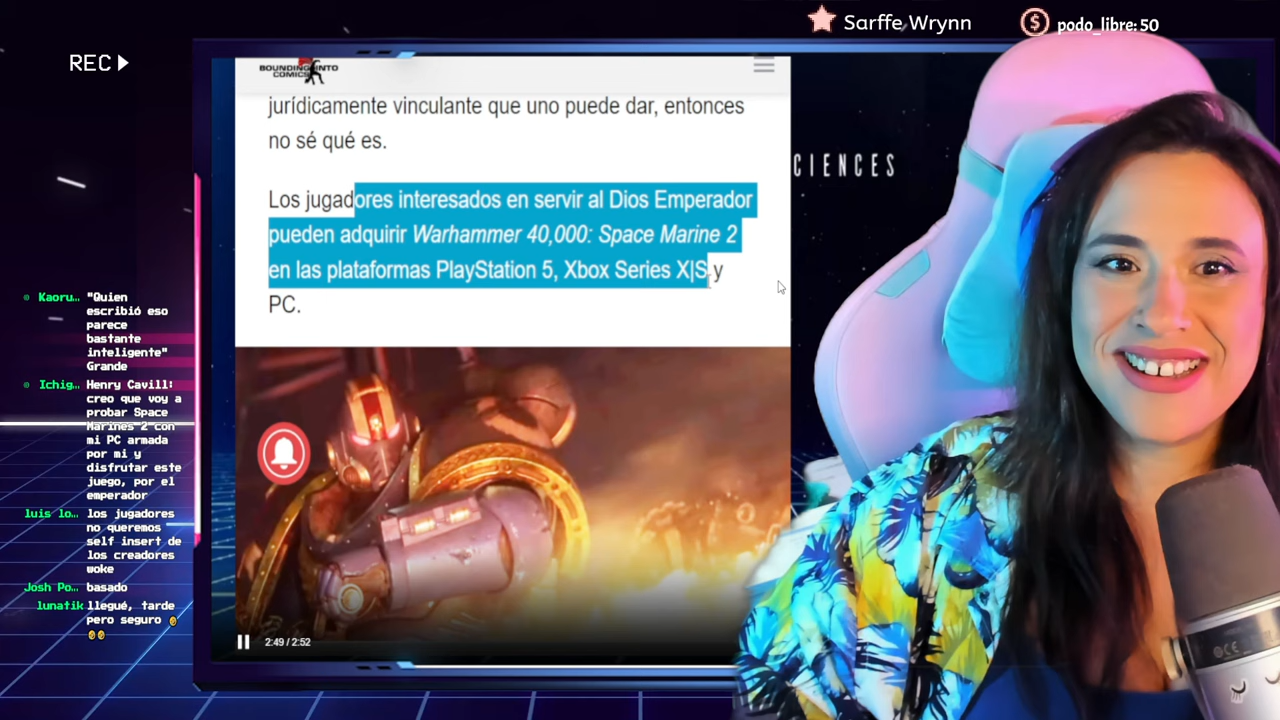 Sarffe Wrynn
podo_libre: 50
REC
BOUNDING INTO
COMICS
jurídicamente vinculante que uno puede dar, entonces
no sé qué es.
Los jugadores interesados en servir al Dios Emperador
pueden adquirir Warhammer 40,000: Space Marine 2
en las plataformas PlayStation 5, Xbox Series X|S y
PC.
CIENCES
Kaoru… "Quien
escribió eso
parece
bastante
inteligente"
Grande
Ichig… Henry Cavill:
creo que voy a
probar Space
Marines 2 con
mi PC armada
por mi y
disfrutar este
juego, por el
emperador
luis lo… los jugadores
no queremos
self insert de
los creadores
woke
Josh Po… basado
lunatik llegué, tarde
pero seguro
2:49 / 2:52